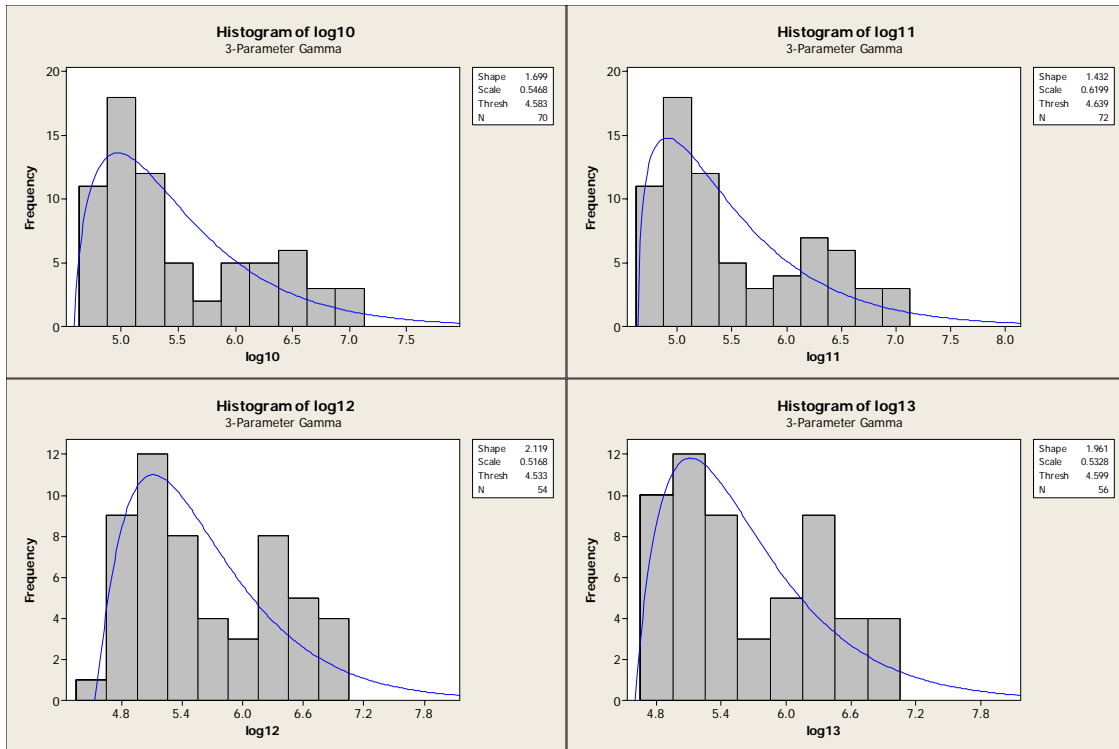 Histogram of log10
3-Parameter Gamma
Shape 1.699
Scale 0.5468
Thresh 4.583
N 70
20
15
10
5
0
Frequency
5.0 5.5 6.0 6.5 7.0 7.5
log10
Histogram of log11
3-Parameter Gamma
Shape 1.432
Scale 0.6199
Thresh 4.639
N 72
20
15
10
5
0
Frequency
5.0 5.5 6.0 6.5 7.0 7.5 8.0
log11
Histogram of log12
3-Parameter Gamma
Shape 2.119
Scale 0.5168
Thresh 4.533
N 54
12
10
8
6
4
2
0
Frequency
4.8 5.4 6.0 6.6 7.2 7.8
log12
Histogram of log13
3-Parameter Gamma
Shape 1.961
Scale 0.5328
Thresh 4.599
N 56
12
10
8
6
4
2
0
Frequency
4.8 5.4 6.0 6.6 7.2 7.8
log13